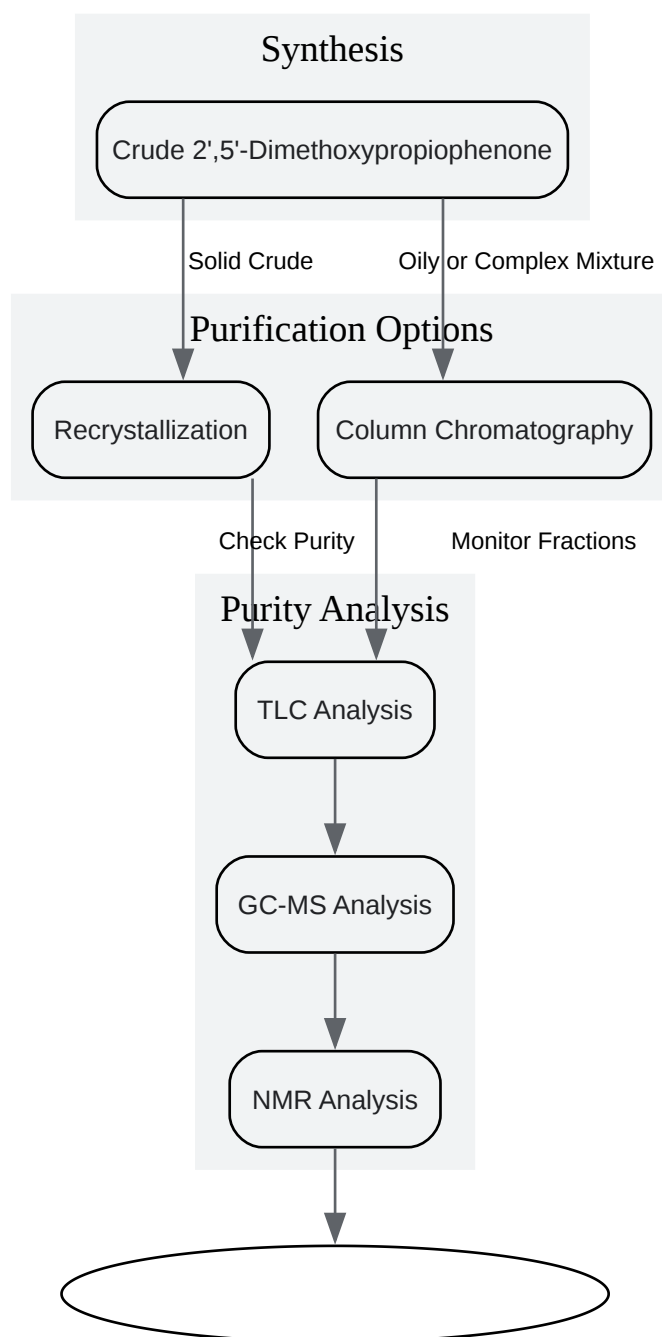 Synthesis
Crude 2',5'-Dimethoxypropiophenone
Solid Crude
Oily or Complex Mixture
Purification Options
Recrystallization
Column Chromatography
Check Purity
Monitor Fractions
Purity Analysis
TLC Analysis
GC-MS Analysis
NMR Analysis